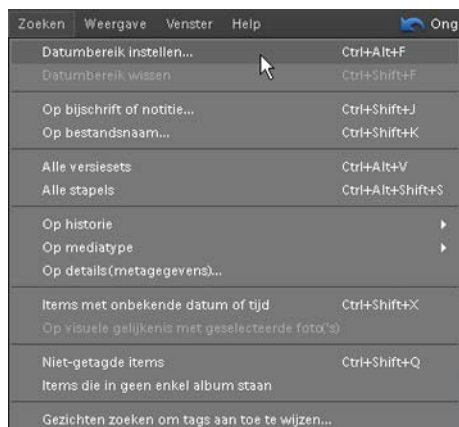 Zoeken Weergave Venster Help Ong
Datumbereik instellen... Ctrl+Alt+F
Datumbereik wissen Ctrl+Shift+F
Op bijschrift of notitie... Ctrl+Shift+J
Op bestandsnaam... Ctrl+Shift+K
Alle versiesets Ctrl+Alt+V
Alle stapels Ctrl+Alt+Shift+S
Op historie
Op mediatype
Op details(metagegevens)...
Items met onbekende datum of tijd Ctrl+Shift+X
Op visuele gelijkenis met geselecteerde foto('s)
Niet-getagde items Ctrl+Shift+Q
Items die in geen enkel album staan
Gezichten zoeken om tags aan toe te wijzen...